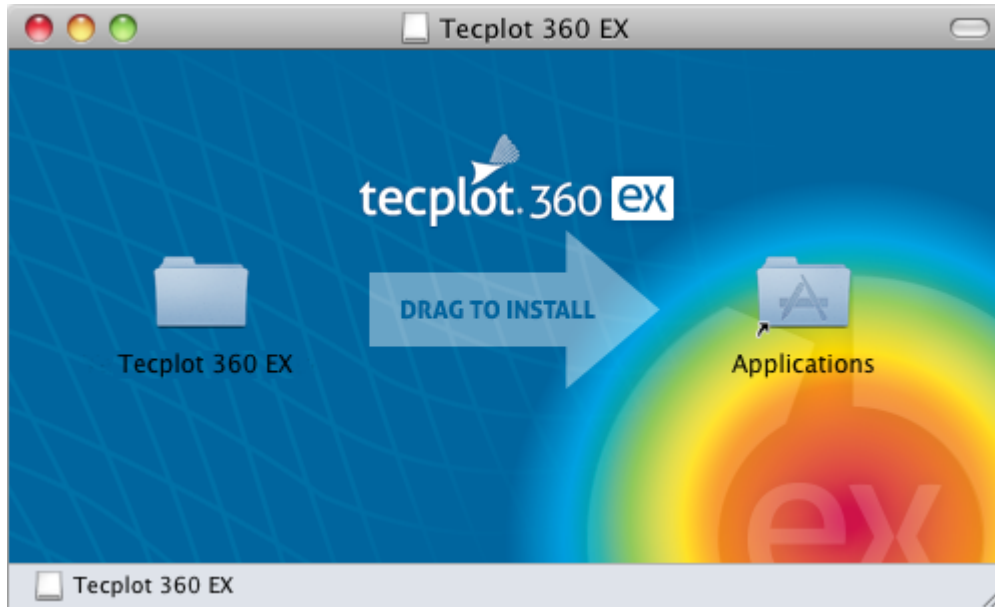 Tecplot 360 EX
tecplot. 360 ex
DRAG TO INSTALL
Tecplot 360 EX
Applications
ex
Tecplot 360 EX